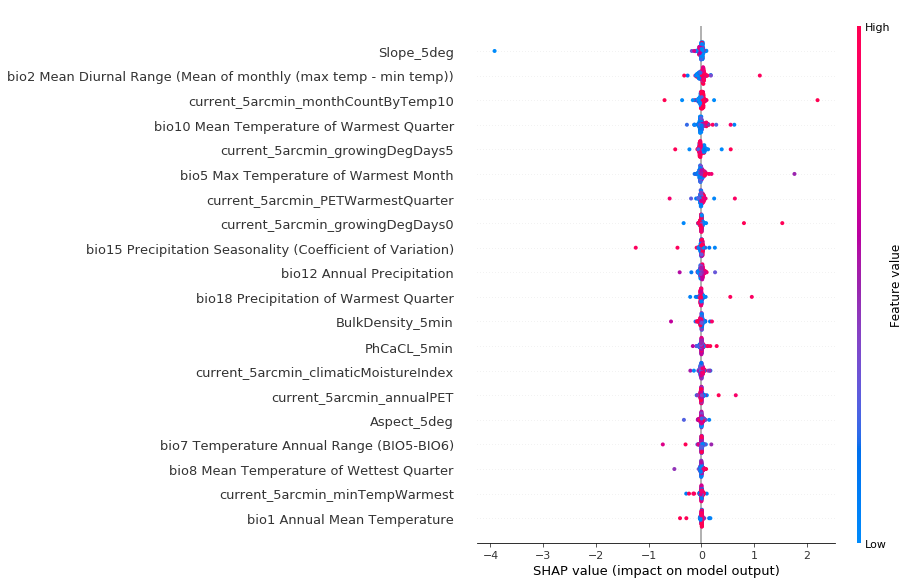 High
Slope_5deg
bio2 Mean Diurnal Range (Mean of monthly (max temp - min temp))
current_5arcmin_monthCountByTemp10
bio10 Mean Temperature of Warmest Quarter
current_5arcmin_growingDegDays5
bio5 Max Temperature of Warmest Month
current_5arcmin_PETWarmestQuarter
current_5arcmin_growingDegDays0
bio15 Precipitation Seasonality (Coefficient of Variation)
bio12 Annual Precipitation
bio18 Precipitation of Warmest Quarter
BulkDensity_5min
PhCaCL_5min
current_5arcmin_climaticMoistureIndex
current_5arcmin_annualPET
Aspect_5deg
bio7 Temperature Annual Range (BIO5-BIO6)
bio8 Mean Temperature of Wettest Quarter
current_5arcmin_minTempWarmest
bio1 Annual Mean Temperature
Feature value
Low
−4 −3 −2 −1 0 1 2
SHAP value (impact on model output)